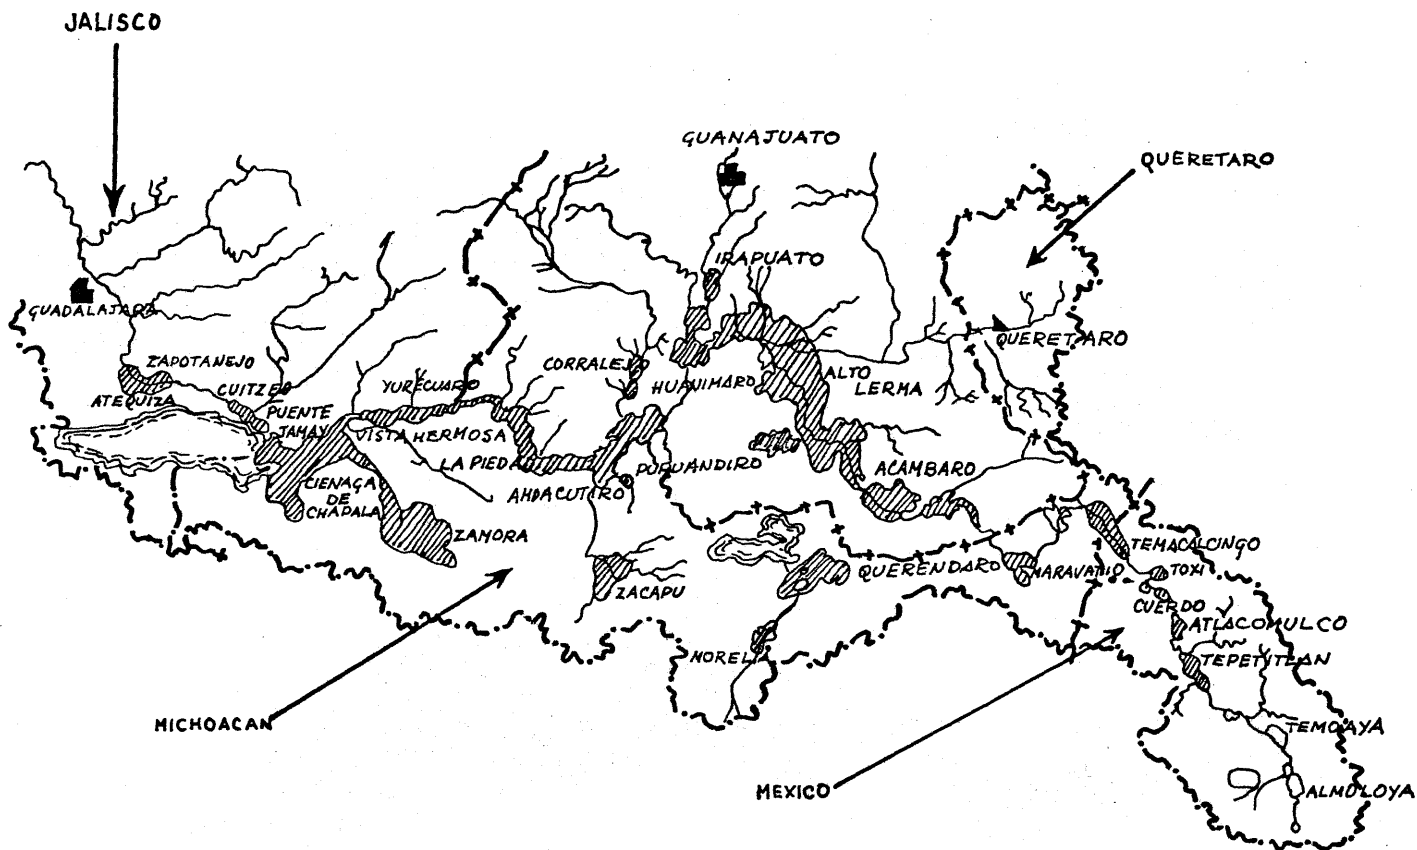 JALISCO
GUANAJUATO
QUERETARO
IRAPUATO
GUADALAJARA
QUERETARO
ZAPOTANEJO
CORRALEJO
ALTO
LERMA
CUITZEO
YURECUARO
HUANIMARO
ATEQUIZA
PUENTE
JAMAY
VISTA HERMOSA
LA PIEDAD
PURUANDIRO
ACAMBARO
CIENAGA
DE
CHAPALA
ANGACUTIRO
ZAMORA
TEMACALCINGO
QUERENDARO
MARAVATIO
TOXI
ZACAPU
CUERDO
ATLACOMULCO
MORELIA
TEPETITLAN
MICHOACAN
TEMOAYA
MEXICO
ALMOLOYA